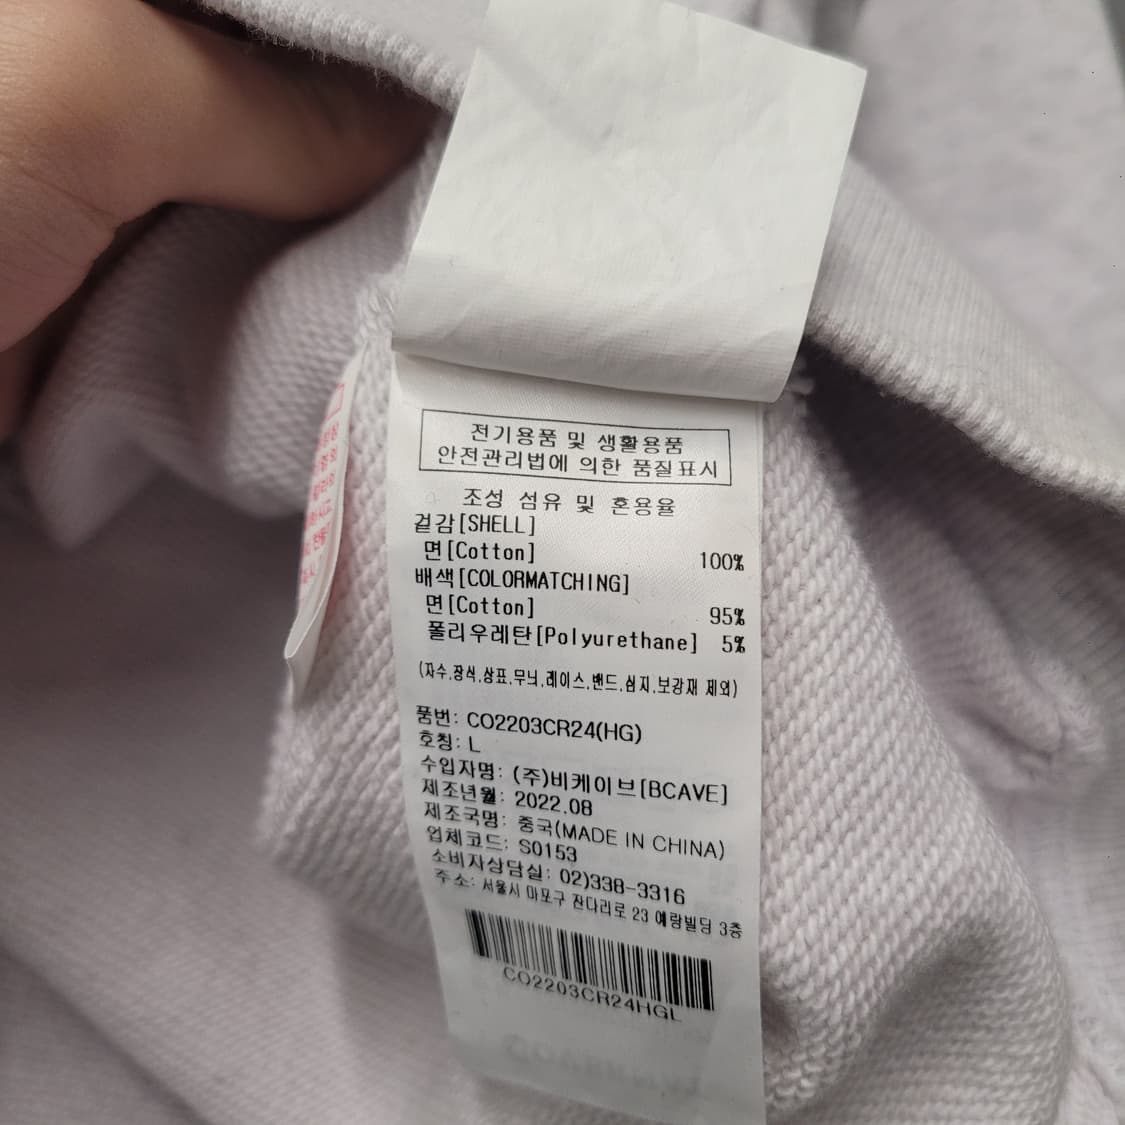 전기용품 및 생활용품
안전관리법에 의한 품질표시
조성 섬유 및 혼용율
겉감[SHELL]
면[Cotton] 100%
배색[COLORMATCHING]
면[Cotton] 95%
폴리우레탄[Polyurethane] 5%
(자수.장식.상표.무늬.레이스.밴드.심지.보강재 제외)
품번: CO2203CR24(HG)
호칭: L
수입자명: (주)비케이브[BCAVE]
제조년월: 2022.08
제조국명: 중국(MADE IN CHINA)
업체코드: S0153
소비자상담실: 02)338-3316
주소: 서울시 마포구 잔다리로 23 예랑빌딩 3층
CO2203CR24HGL